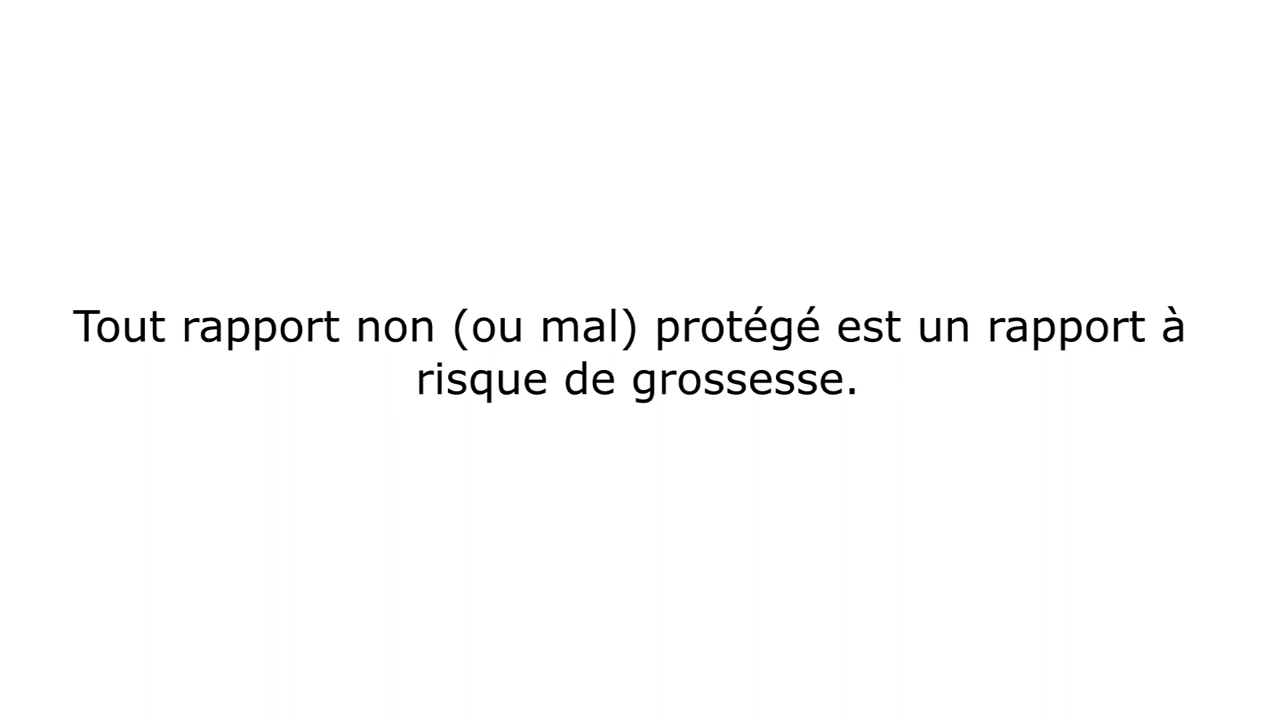 Tout rapport non (ou mal) protégé est un rapport à
risque de grossesse.